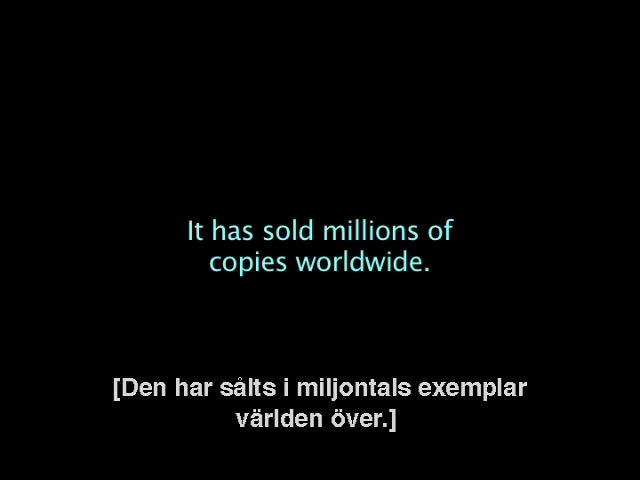 It has sold millions of
copies worldwide.
[Den har sålts i miljontals exemplar
världen över.]